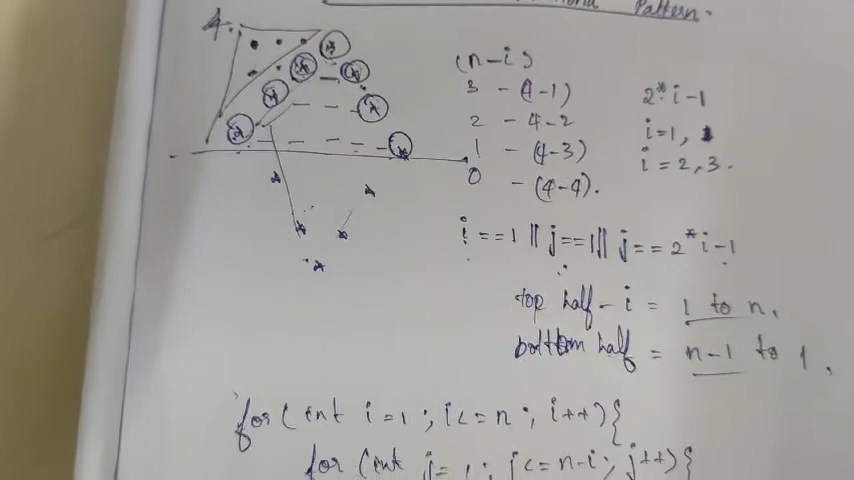 Pattern.
4.
(n-i)
3 - (4-1)
2 - 4-2
1 - (4-3)
0 - (4-4).
2*i-1
i=1,
i=2,3.
i==1 || j==1 || j==2*i-1
top half - i = 1 to n.
bottom half = n-1 to 1.
for (int i=1; i<=n; i++){
for (int j=1; j<=n-i; j++){